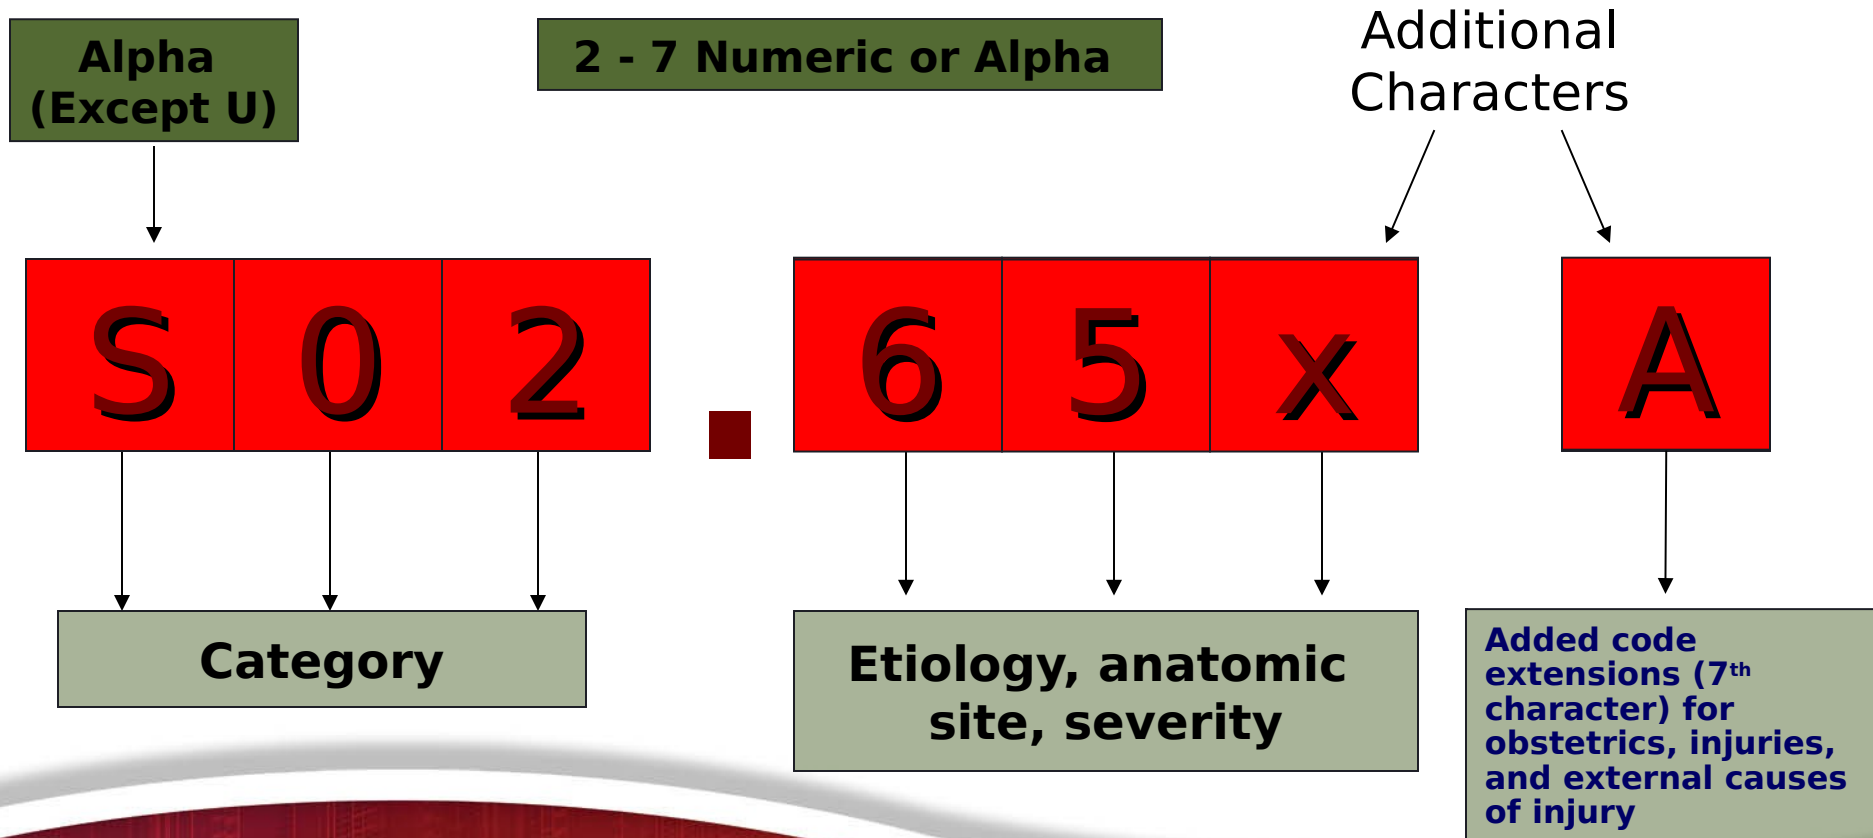 Alpha
(Except U)
2 - 7 Numeric or Alpha
Additional
Characters
S 0 2 . 6 5 x A
Category
Etiology, anatomic
site, severity
Added code
extensions (7th
character) for
obstetrics, injuries,
and external causes
of injury